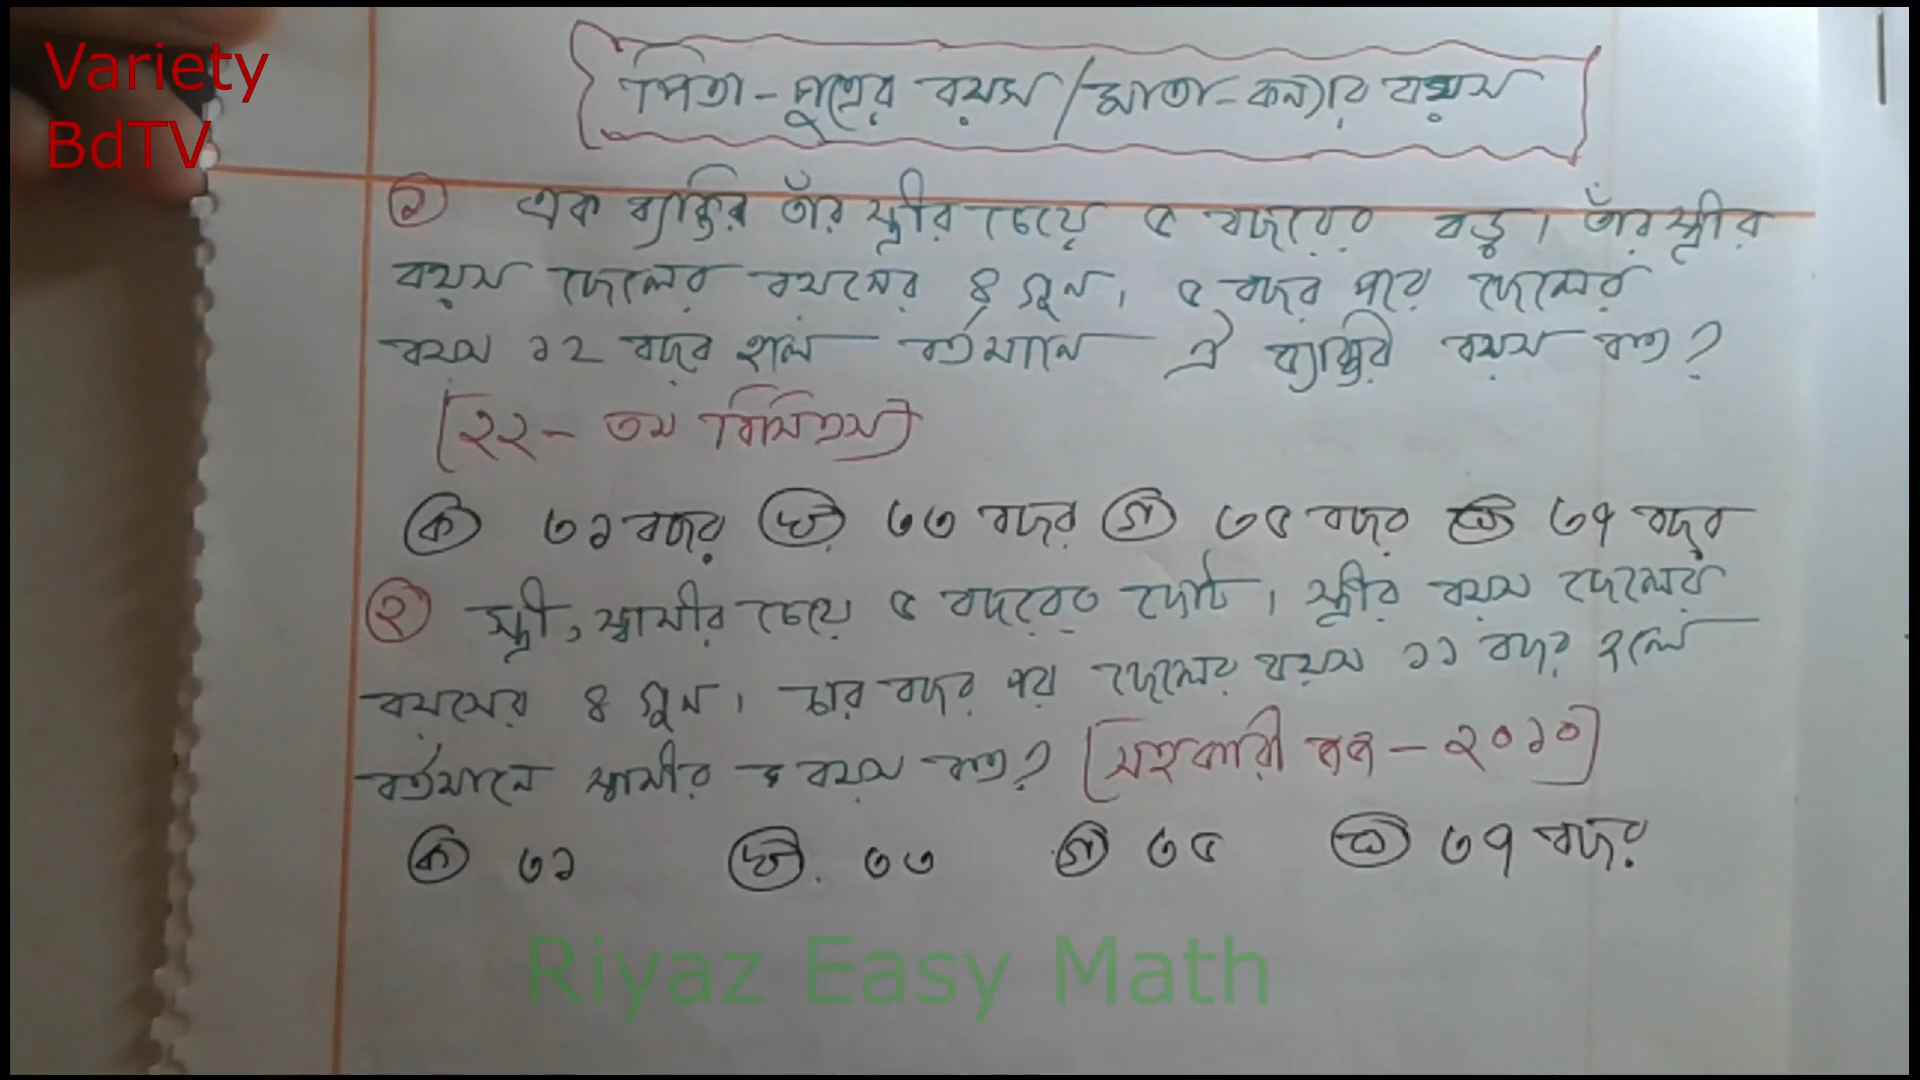 Variety
BdTV
পিতা-পুত্রের বয়স/মাতা-কন্যার বয়স
১ এক ব্যক্তির তাঁর স্ত্রীর চেয়ে ৫ বছরের বড়। তাঁর স্ত্রীর
বয়স ছেলের বয়সের ৪ গুন। ৫ বছর পরে ছেলের
বয়স ১২ বছর হলে বর্তমানে ঐ ব্যক্তির বয়স কত?
[২২-তম বিসিএস]
ক ৩১ বছর খ ৩৩ বছর গ ৩৫ বছর ঘ ৩৭ বছর
২ স্ত্রী, স্বামীর চেয়ে ৫ বছরের ছোট। স্ত্রীর বয়স ছেলের
বয়সের ৪ গুন। চার বছর পর ছেলের বয়স ১১ বছর হলে
বর্তমানে স্বামীর বয়স কত? [সহকারী - ২০১০]
ক ৩১ খ. ৩৩ গ ৩৫ ঘ ৩৭ বছর
Riyaz Easy Math